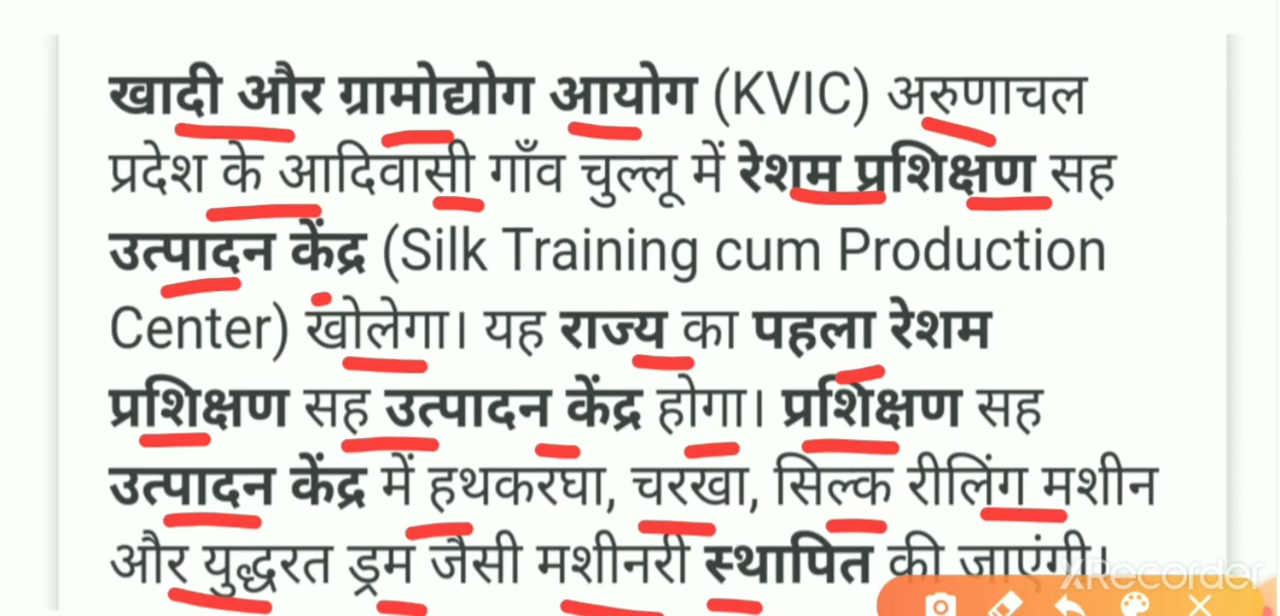 खादी और ग्रामोद्योग आयोग (KVIC) अरुणाचल
प्रदेश के आदिवासी गाँव चुल्लू में रेशम प्रशिक्षण सह
उत्पादन केंद्र (Silk Training cum Production
Center) खोलेगा। यह राज्य का पहला रेशम
प्रशिक्षण सह उत्पादन केंद्र होगा। प्रशिक्षण सह
उत्पादन केंद्र में हथकरघा, चरखा, सिल्क रीलिंग मशीन
और युद्धरत ड्रम जैसी मशीनरी स्थापित की जाएंगी।
XRecorder